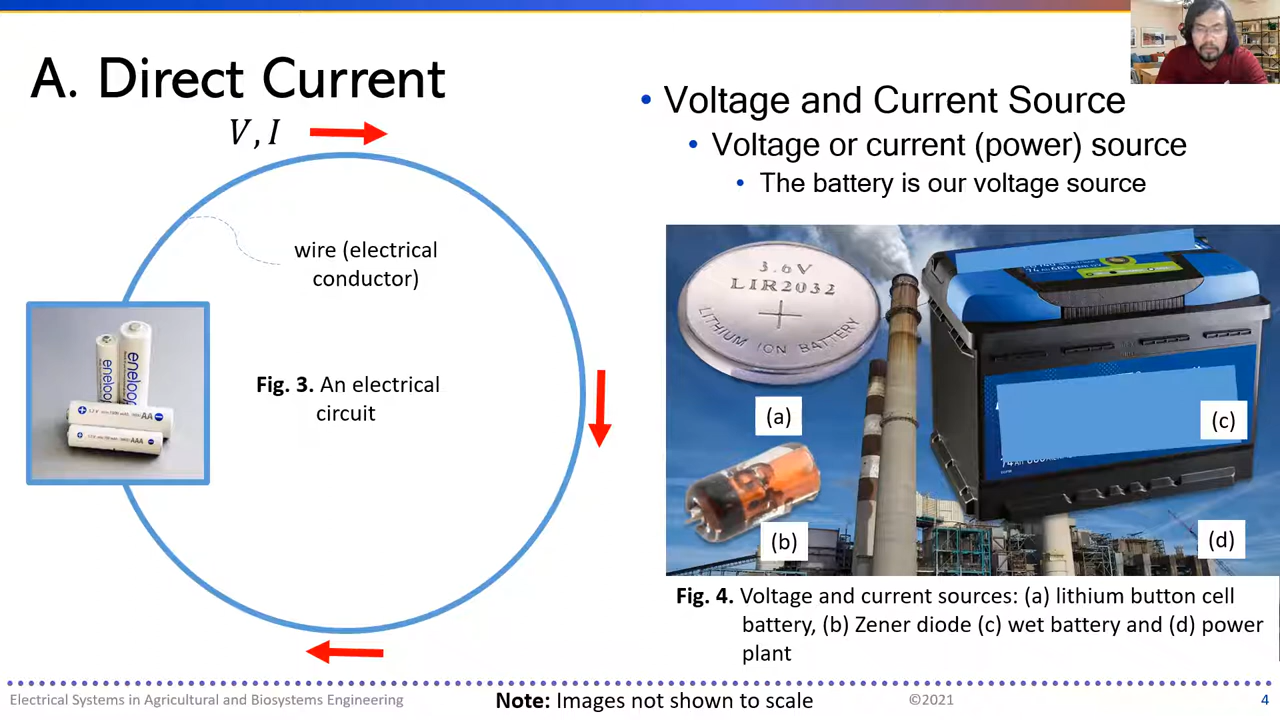 A. Direct Current
V, I
wire (electrical
conductor)
Fig. 3. An electrical
circuit
eneloop
eneloop
AA
AAA
• Voltage and Current Source
• Voltage or current (power) source
• The battery is our voltage source
3.6V
LIR2032
LITHIUM ION BATTERY
(a)
(b)
(c)
(d)
Fig. 4. Voltage and current sources: (a) lithium button cell
battery, (b) Zener diode (c) wet battery and (d) power
plant
Electrical Systems in Agricultural and Biosystems Engineering
Note: Images not shown to scale
©2021
4